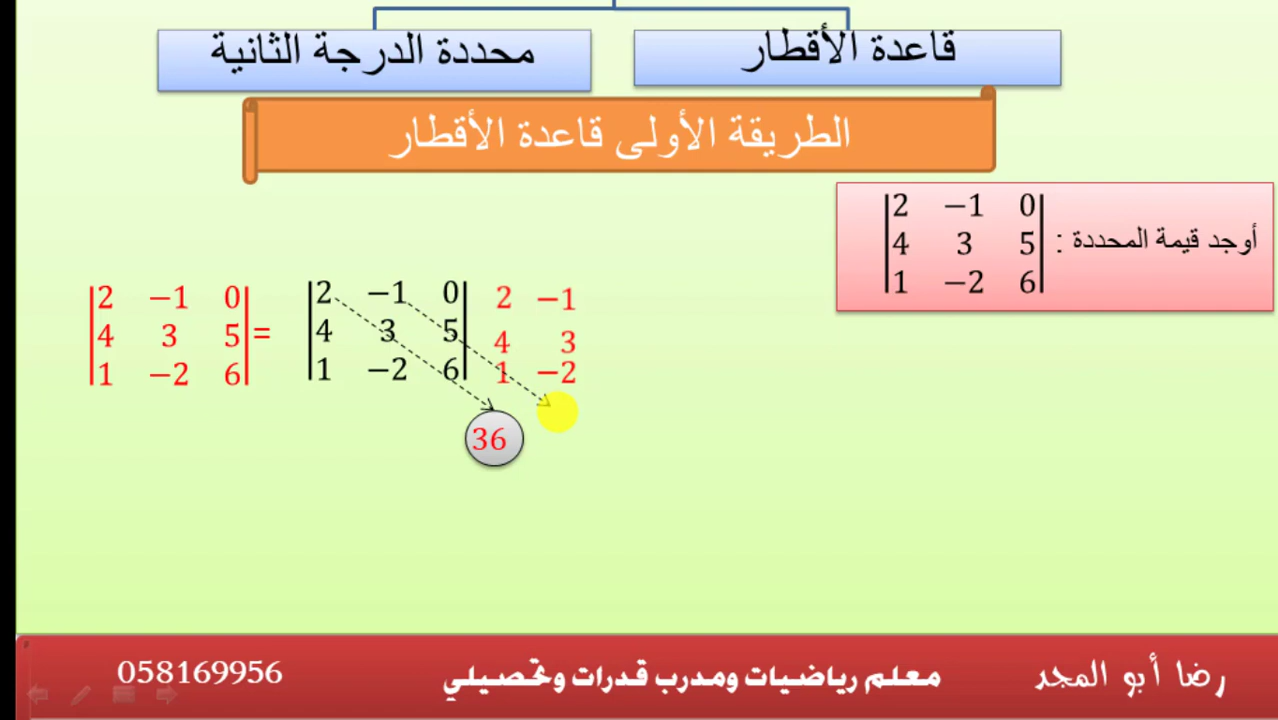 قاعدة الأقطار
محددة الدرجة الثانية
الطريقة الأولى قاعدة الأقطار
أوجد قيمة المحددة :
|2 −1 0|
|4 3 5|
|1 −2 6|
|2 −1 0| |2 −1 0| 2 −1
|4 3 5| = |4 3 5| 4 3
|1 −2 6| |1 −2 6| 1 −2
36
رضا أبو المجد معلم رياضيات ومدرب قدرات وتحصيلي 058169956